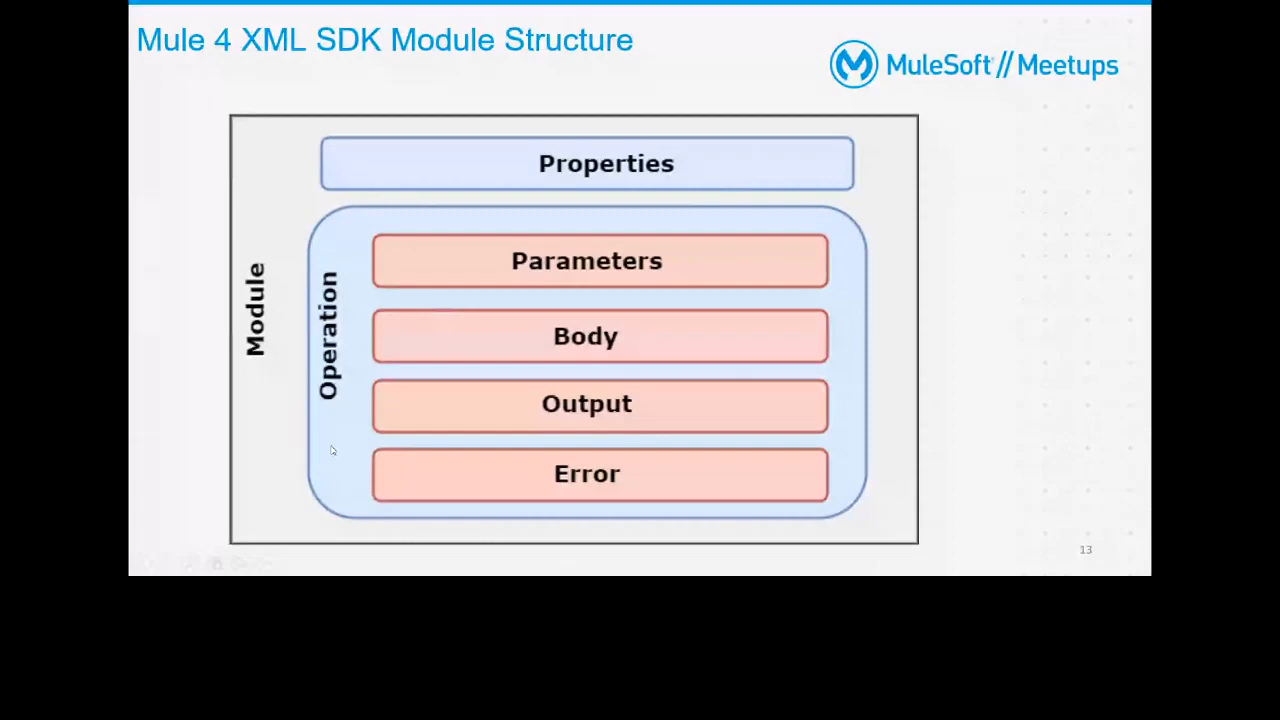 Mule 4 XML SDK Module Structure
MuleSoft // Meetups
Properties
Module
Operation
Parameters
Body
Output
Error
13